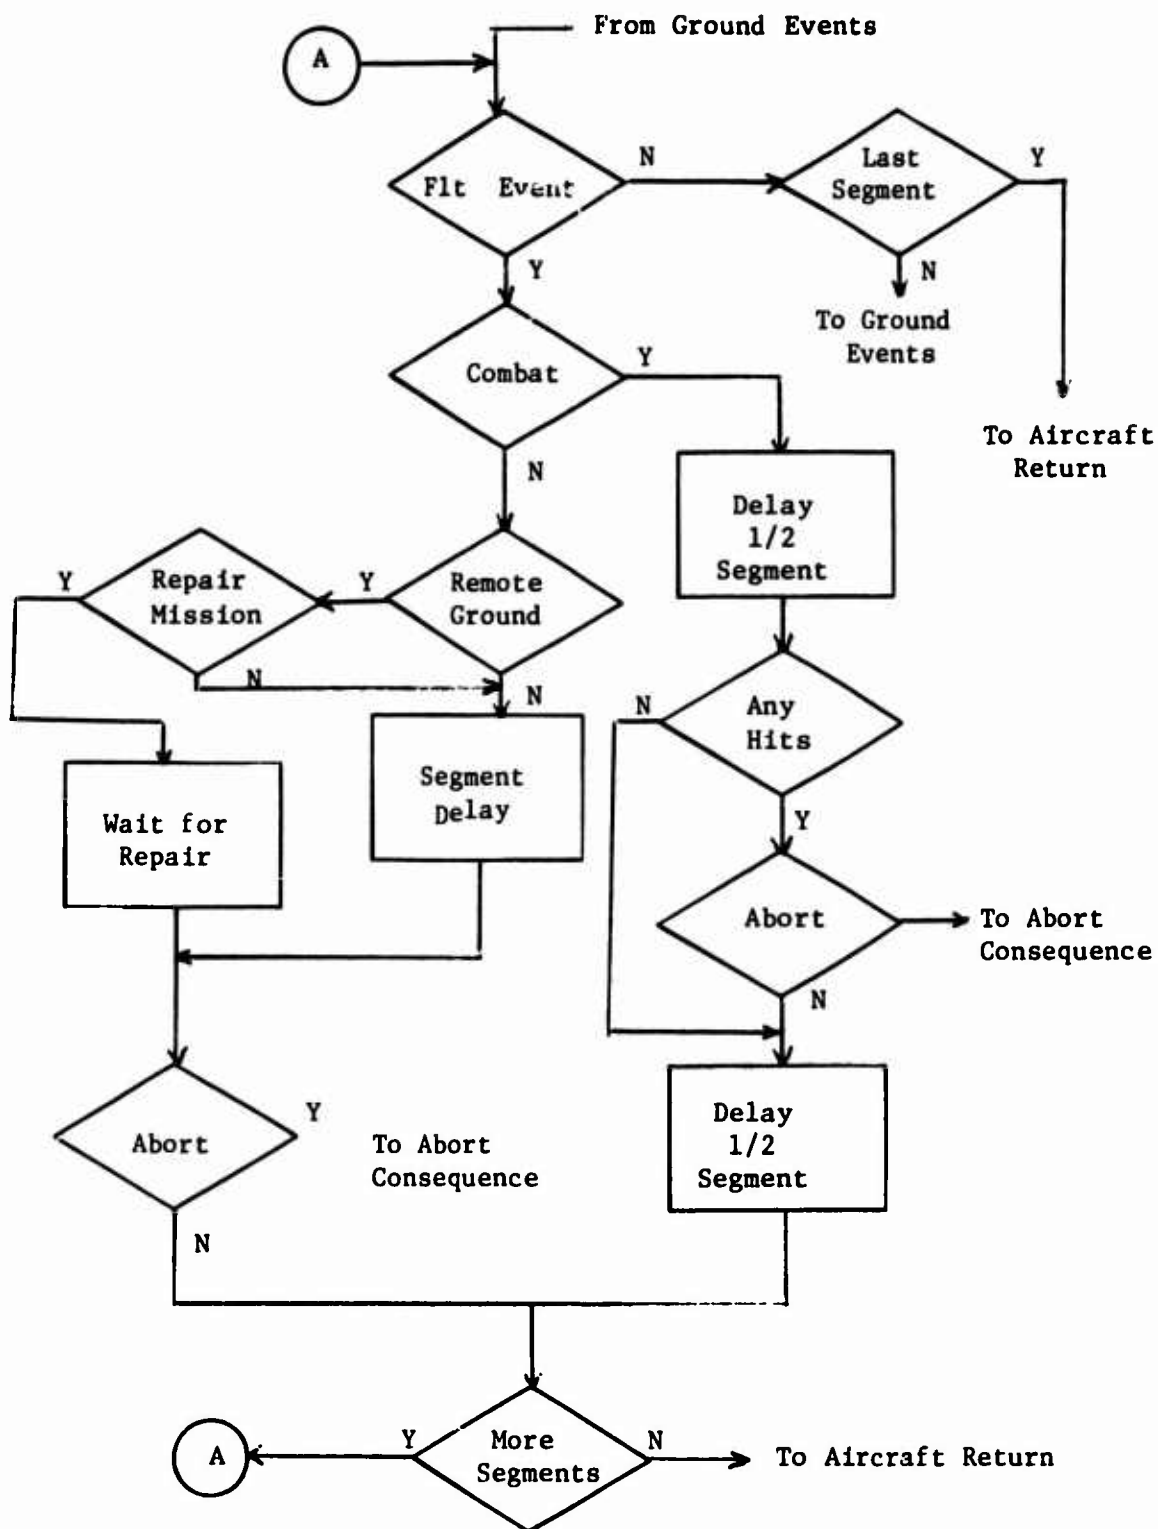 From Ground Events
A
Flt Event
N
Last
Segment
Y
Y
N
To Ground
Events
Combat
Y
To Aircraft
Return
N
Delay
1/2
Segment
Y
Repair
Mission
Y
Remote
Ground
N
N
N
Any
Hits
Segment
Delay
Wait for
Repair
Y
Abort
To Abort
Consequence
N
Abort
Y
To Abort
Consequence
Delay
1/2
Segment
N
A
Y
More
Segments
N
To Aircraft Return